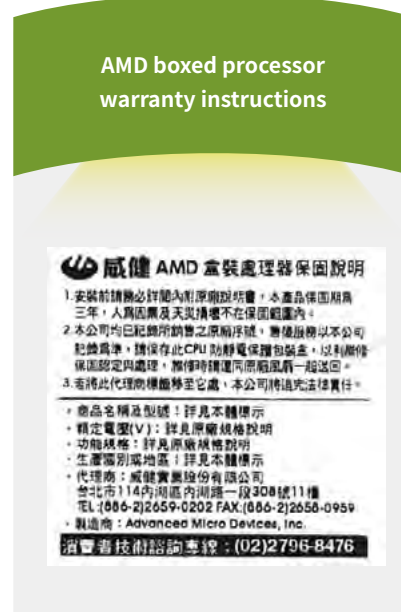 AMD boxed processor
warranty instructions
威健 AMD 盒裝處理器保固說明
1.安裝前請務必詳閱內附原廠說明書，本產品保固期為
三年，人為因素及天災損壞不在保固範圍內。
2.本公司均已記錄所銷售之原廠序號，售後服務以本公司
記錄為準，請保存此CPU防靜電保護包裝盒，以利維修
保固認定與處理，維修時請連同原廠風扇一起送回。
3.若將此代理商標籤移至它處，本公司將追究法律責任。
・商品名稱及型號：詳見本體標示
・額定電壓(V)：詳見原廠規格說明
・功能規格：詳見原廠規格說明
・生產國別或地區：詳見本體標示
・代理商：威健實業股份有限公司
台北市114內湖區內湖路一段308號11樓
TEL:(886-2)2659-0202 FAX:(886-2)2658-0959
・製造商：Advanced Micro Devices, Inc.
消費者技術諮詢專線：(02)2796-8476